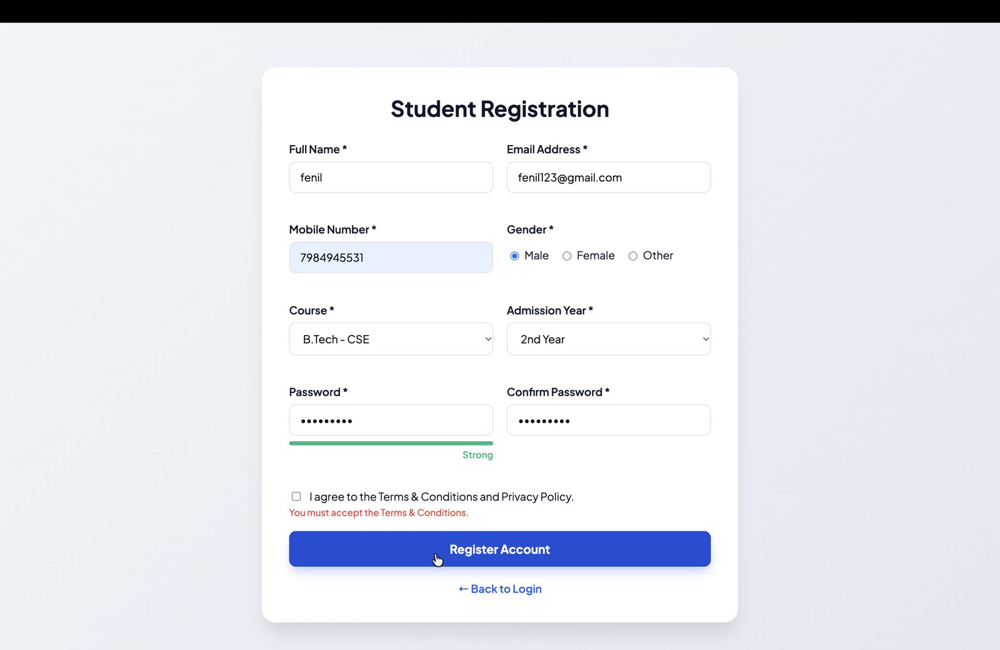 Student Registration
Full Name *
Email Address *
fenil
fenil123@gmail.com
Mobile Number *
Gender *
7984945531
Male
Female
Other
Course *
Admission Year *
B.Tech - CSE
2nd Year
Password *
Confirm Password *
•••••••••
•••••••••
Strong
I agree to the Terms & Conditions and Privacy Policy.
You must accept the Terms & Conditions.
Register Account
← Back to Login